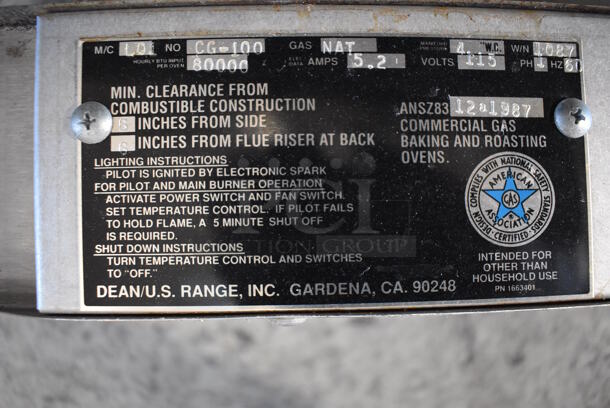 M/C L01 NO CG-100 GAS NAT MANIFOLD PRESSURE 4. "W.C. W/N 1087
HOURLY BTU INPUT PER OVEN 80000 ELEC DATA AMPS 5.2 VOLTS 115 PH 1 HZ 60
MIN. CLEARANCE FROM
COMBUSTIBLE CONSTRUCTION
6 INCHES FROM SIDE
6 INCHES FROM FLUE RISER AT BACK
ANSZ83 12a1987
COMMERCIAL GAS
BAKING AND ROASTING
OVENS.
LIGHTING INSTRUCTIONS
PILOT IS IGNITED BY ELECTRONIC SPARK
FOR PILOT AND MAIN BURNER OPERATION
ACTIVATE POWER SWITCH AND FAN SWITCH.
SET TEMPERATURE CONTROL. IF PILOT FAILS
TO HOLD FLAME, A 5 MINUTE SHUT OFF
IS REQUIRED.
SHUT DOWN INSTRUCTIONS
TURN TEMPERATURE CONTROL AND SWITCHES
TO "OFF."
DEAN/U.S. RANGE, INC. GARDENA, CA. 90248
COMPLIES WITH NATIONAL SAFETY
STANDARDS
DESIGN CERTIFIED
AMERICAN
GAS
ASSOCIATION
INTENDED FOR
OTHER THAN
HOUSEHOLD USE
PN 1663401
GROUP